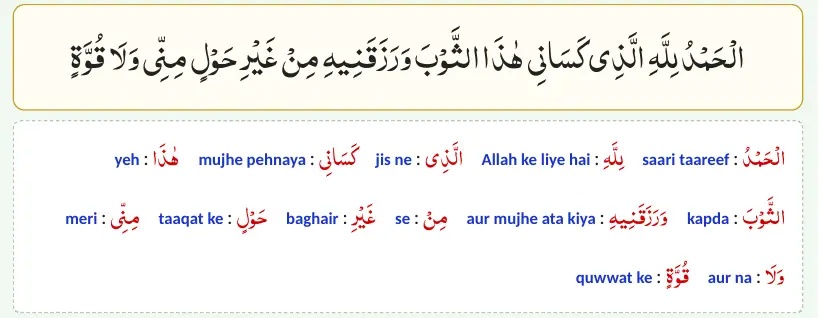 الْحَمْدُ لِلَّهِ الَّذِی كَسَانِی هٰذَا الثَّوْبَ وَرَزَقَنِيهِ مِنْ غَيْرِ حَوْلٍ مِنِّی وَلَا قُوَّةٍ
الْحَمْدُ : saari taareef لِلَّهِ : Allah ke liye hai الَّذِی : jis ne كَسَانِی : mujhe pehnaya هٰذَا : yeh
الثَّوْبَ : kapda وَرَزَقَنِيهِ : aur mujhe ata kiya مِنْ : se غَيْرِ : baghair حَوْلٍ : taaqat ke مِنِّی : meri
وَلَا : aur na قُوَّةٍ : quwwat ke